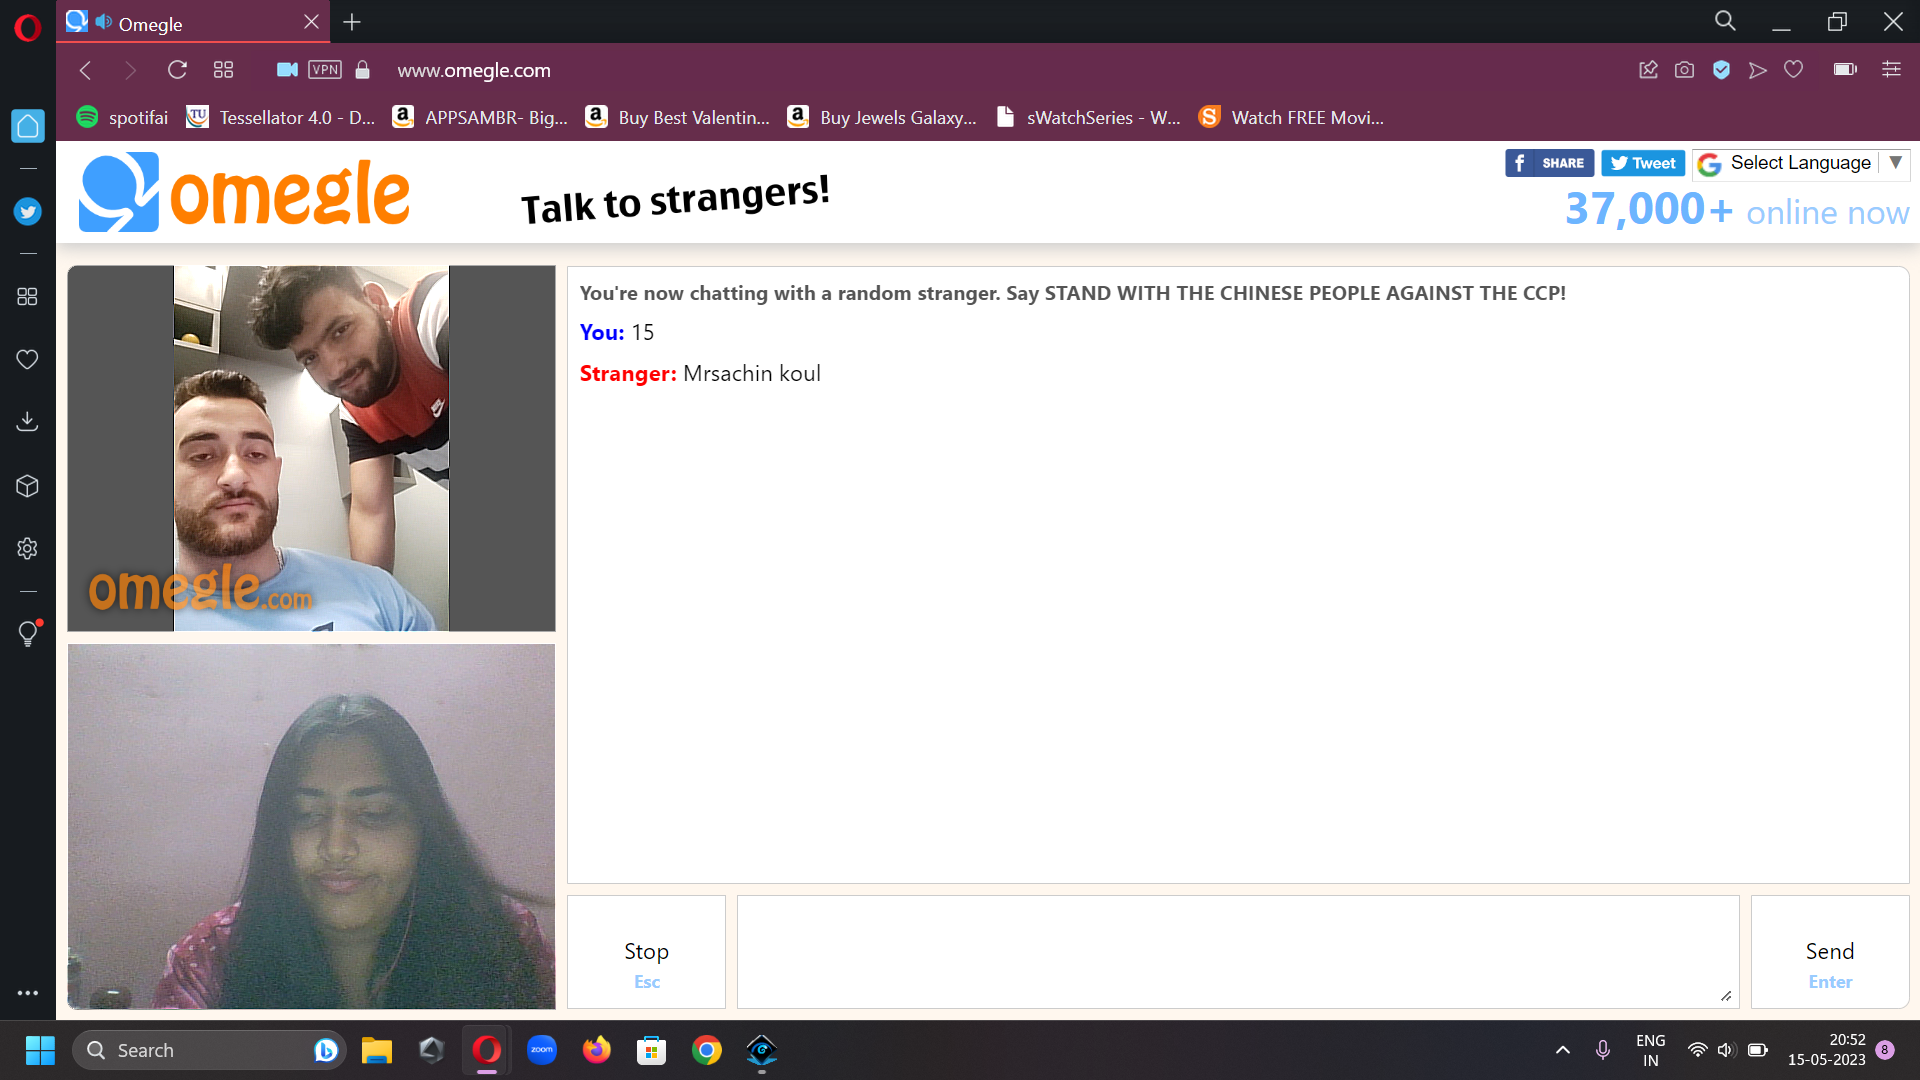 Omegle
VPN
www.omegle.com
spotifai
Tessellator 4.0 - D...
APPSAMBR- Big...
Buy Best Valentin...
Buy Jewels Galaxy...
sWatchSeries - W...
Watch FREE Movi...
omegle
Talk to strangers!
SHARE
Tweet
Select Language
37,000+ online now
You're now chatting with a random stranger. Say STAND WITH THE CHINESE PEOPLE AGAINST THE CCP!
You: 15
Stranger: Mrsachin koul
omegle.com
Stop
Esc
Send
Enter
Search
zoom
ENG
IN
20:52
15-05-2023
8